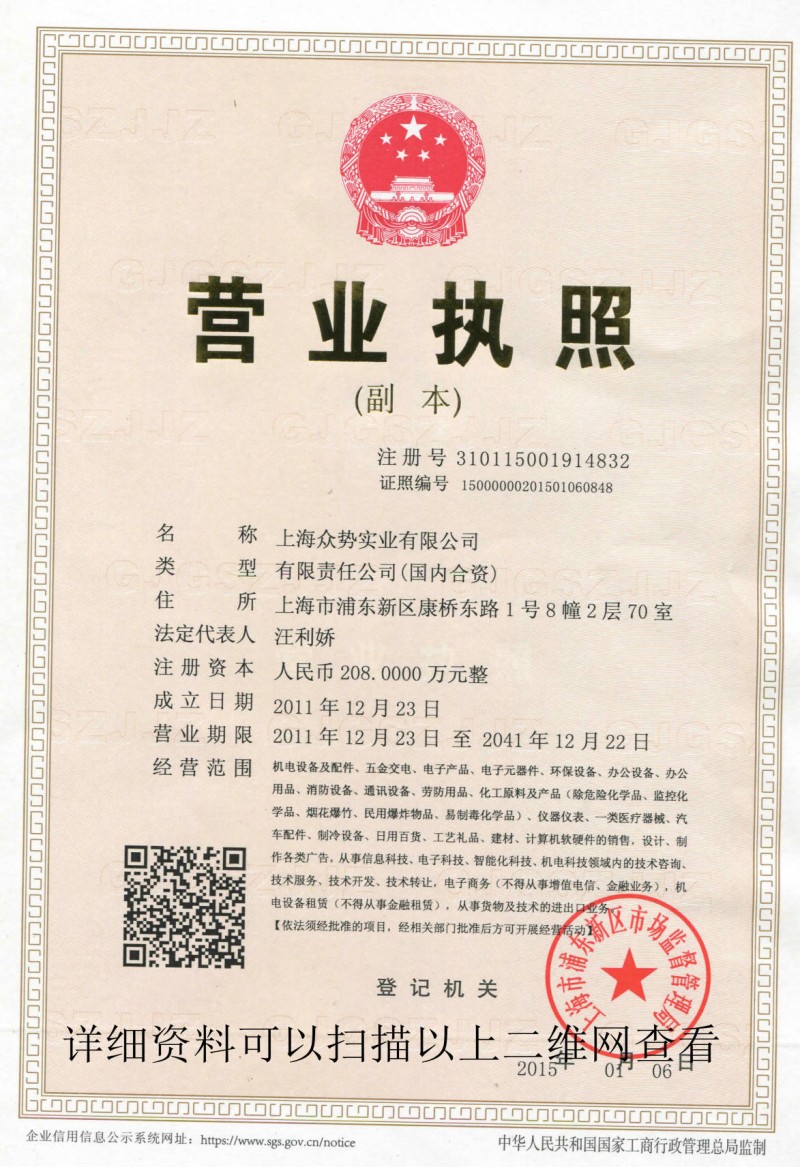 营业执照
(副 本)
注册号 310115001914832
证照编号 15000000201501060848
名 称 上海众势实业有限公司
类 型 有限责任公司(国内合资)
住 所 上海市浦东新区康桥东路1号8幢2层70室
法定代表人 汪利娇
注册资本 人民币208.0000万元整
成立日期 2011年12月23日
营业期限 2011年12月23日 至 2041年12月22日
经营范围 机电设备及配件、五金交电、电子产品、电子元器件、环保设备、办公设备、办公
用品、消防设备、通讯设备、劳防用品、化工原料及产品（除危险化学品、监控化
学品、烟花爆竹、民用爆炸物品、易制毒化学品）、仪器仪表、一类医疗器械、汽
车配件、制冷设备、日用百货、工艺礼品、建材、计算机软硬件的销售，设计、制
作各类广告，从事信息科技、电子科技、智能化科技、机电科技领域内的技术咨询、
技术服务、技术开发、技术转让，电子商务（不得从事增值电信、金融业务），机
电设备租赁（不得从事金融租赁），从事货物及技术的进出口业务。
【依法须经批准的项目，经相关部门批准后方可开展经营活动】
登记机关
上海市浦东新区市场监督管理局
详细资料可以扫描以上二维网查看
2015年 01月 06日
企业信用信息公示系统网址：https://www.sgs.gov.cn/notice
中华人民共和国国家工商行政管理总局监制